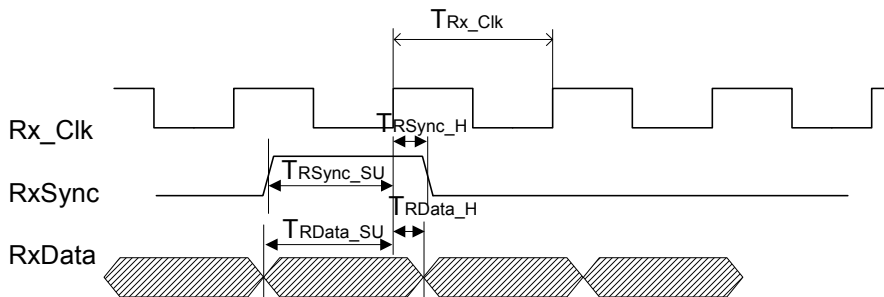 TRx_Clk
Rx_Clk
TRSync_H
RxSync
TRSync_SU
TRData_H
TRData_SU
RxData